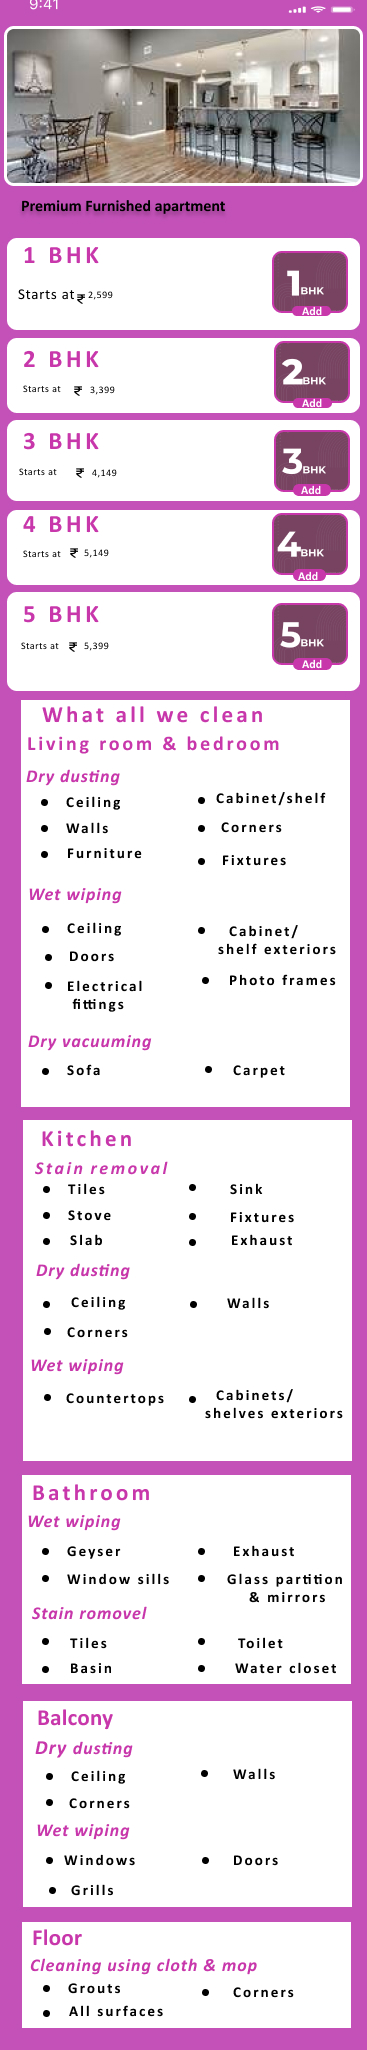 9:41
Premium Furnished apartment
1 BHK
Starts at ₹ 2,599
1BHK
Add
2 BHK
Starts at ₹ 3,399
2BHK
Add
3 BHK
Starts at ₹ 4,149
3BHK
Add
4 BHK
Starts at ₹ 5,149
4BHK
Add
5 BHK
Starts at ₹ 5,399
5BHK
Add
What all we clean
Living room & bedroom
Dry dusting
• Ceiling • Cabinet/shelf
• Walls • Corners
• Furniture • Fixtures
Wet wiping
• Ceiling • Cabinet/
shelf exteriors
• Doors
• Electrical • Photo frames
fittings
Dry vacuuming
• Sofa • Carpet
Kitchen
Stain removal
• Tiles • Sink
• Stove • Fixtures
• Slab • Exhaust
Dry dusting
• Ceiling • Walls
• Corners
Wet wiping
• Countertops • Cabinets/
shelves exteriors
Bathroom
Wet wiping
• Geyser • Exhaust
• Window sills • Glass partition
& mirrors
Stain romovel
• Tiles • Toilet
• Basin • Water closet
Balcony
Dry dusting
• Ceiling • Walls
• Corners
Wet wiping
• Windows • Doors
• Grills
Floor
Cleaning using cloth & mop
• Grouts • Corners
• All surfaces